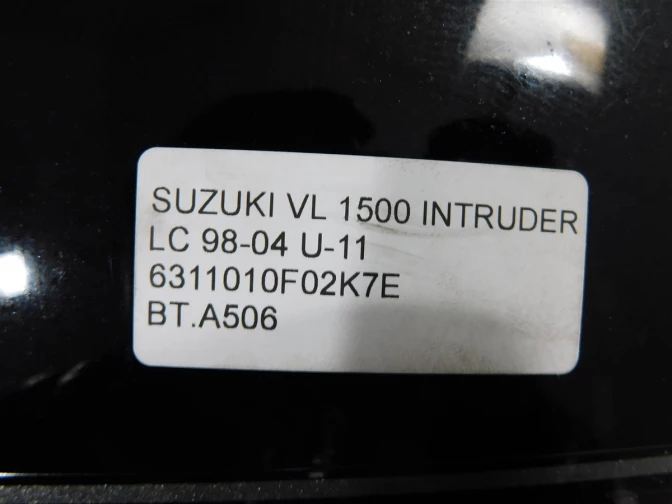 SUZUKI VL 1500 INTRUDER
LC 98-04 U-11
6311010F02K7E
BT.A506